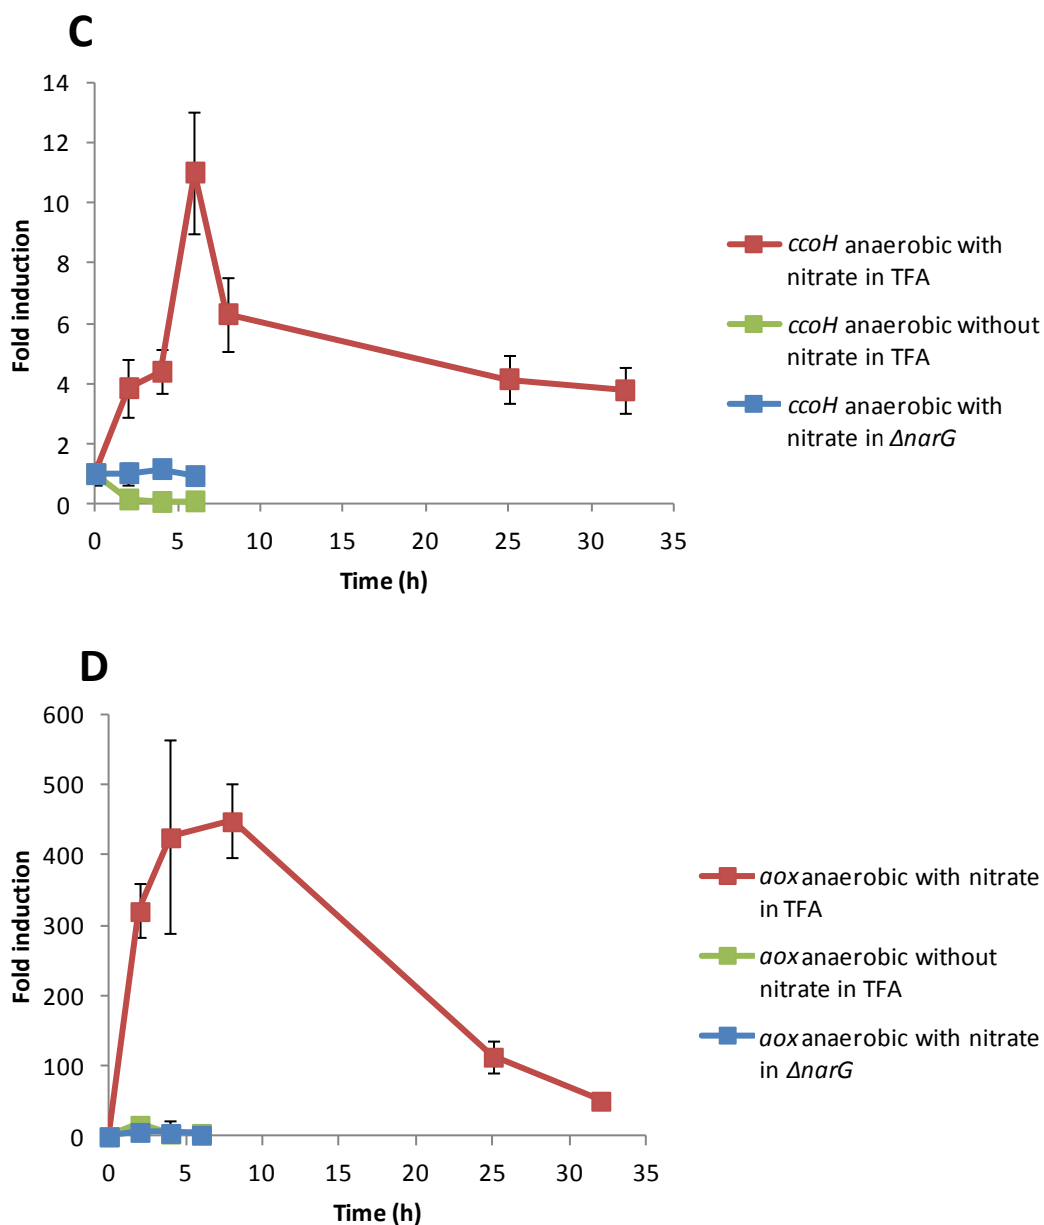 C
14
12
10
8
6
4
2
0
Fold induction
0 5 10 15 20 25 30 35
Time (h)
ccoH anaerobic with
nitrate in TFA
ccoH anaerobic without
nitrate in TFA
ccoH anaerobic with
nitrate in ΔnarG
D
600
500
400
300
200
100
0
Fold induction
0 5 10 15 20 25 30 35
Time (h)
aox anaerobic with nitrate
in TFA
aox anaerobic without
nitrate in TFA
aox anaerobic with nitrate
in ΔnarG